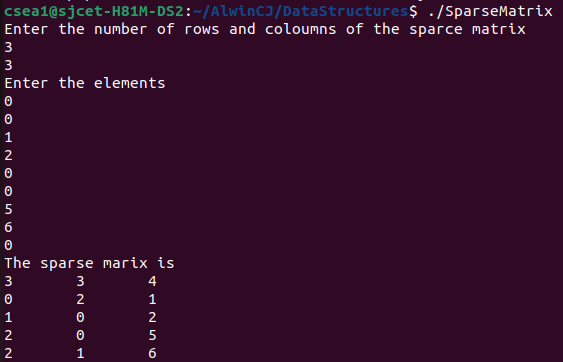 csea1@sjcet-H81M-DS2:~/AlwinCJ/DataStructures$ ./SparseMatrix
Enter the number of rows and coloumns of the sparce matrix
3
3
Enter the elements
0
0
1
2
0
0
5
6
0
The sparse marix is
3 3 4
0 2 1
1 0 2
2 0 5
2 1 6